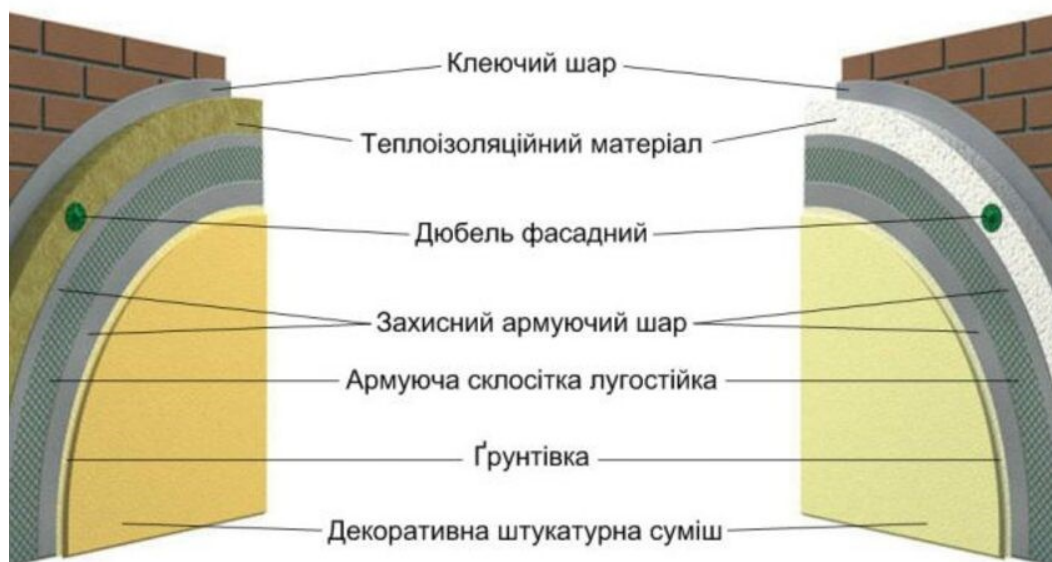 Клеючий шар
Теплоізоляційний матеріал
Дюбель фасадний
Захисний армуючий шар
Армуюча склосітка лугостійка
Ґрунтівка
Декоративна штукатурна суміш